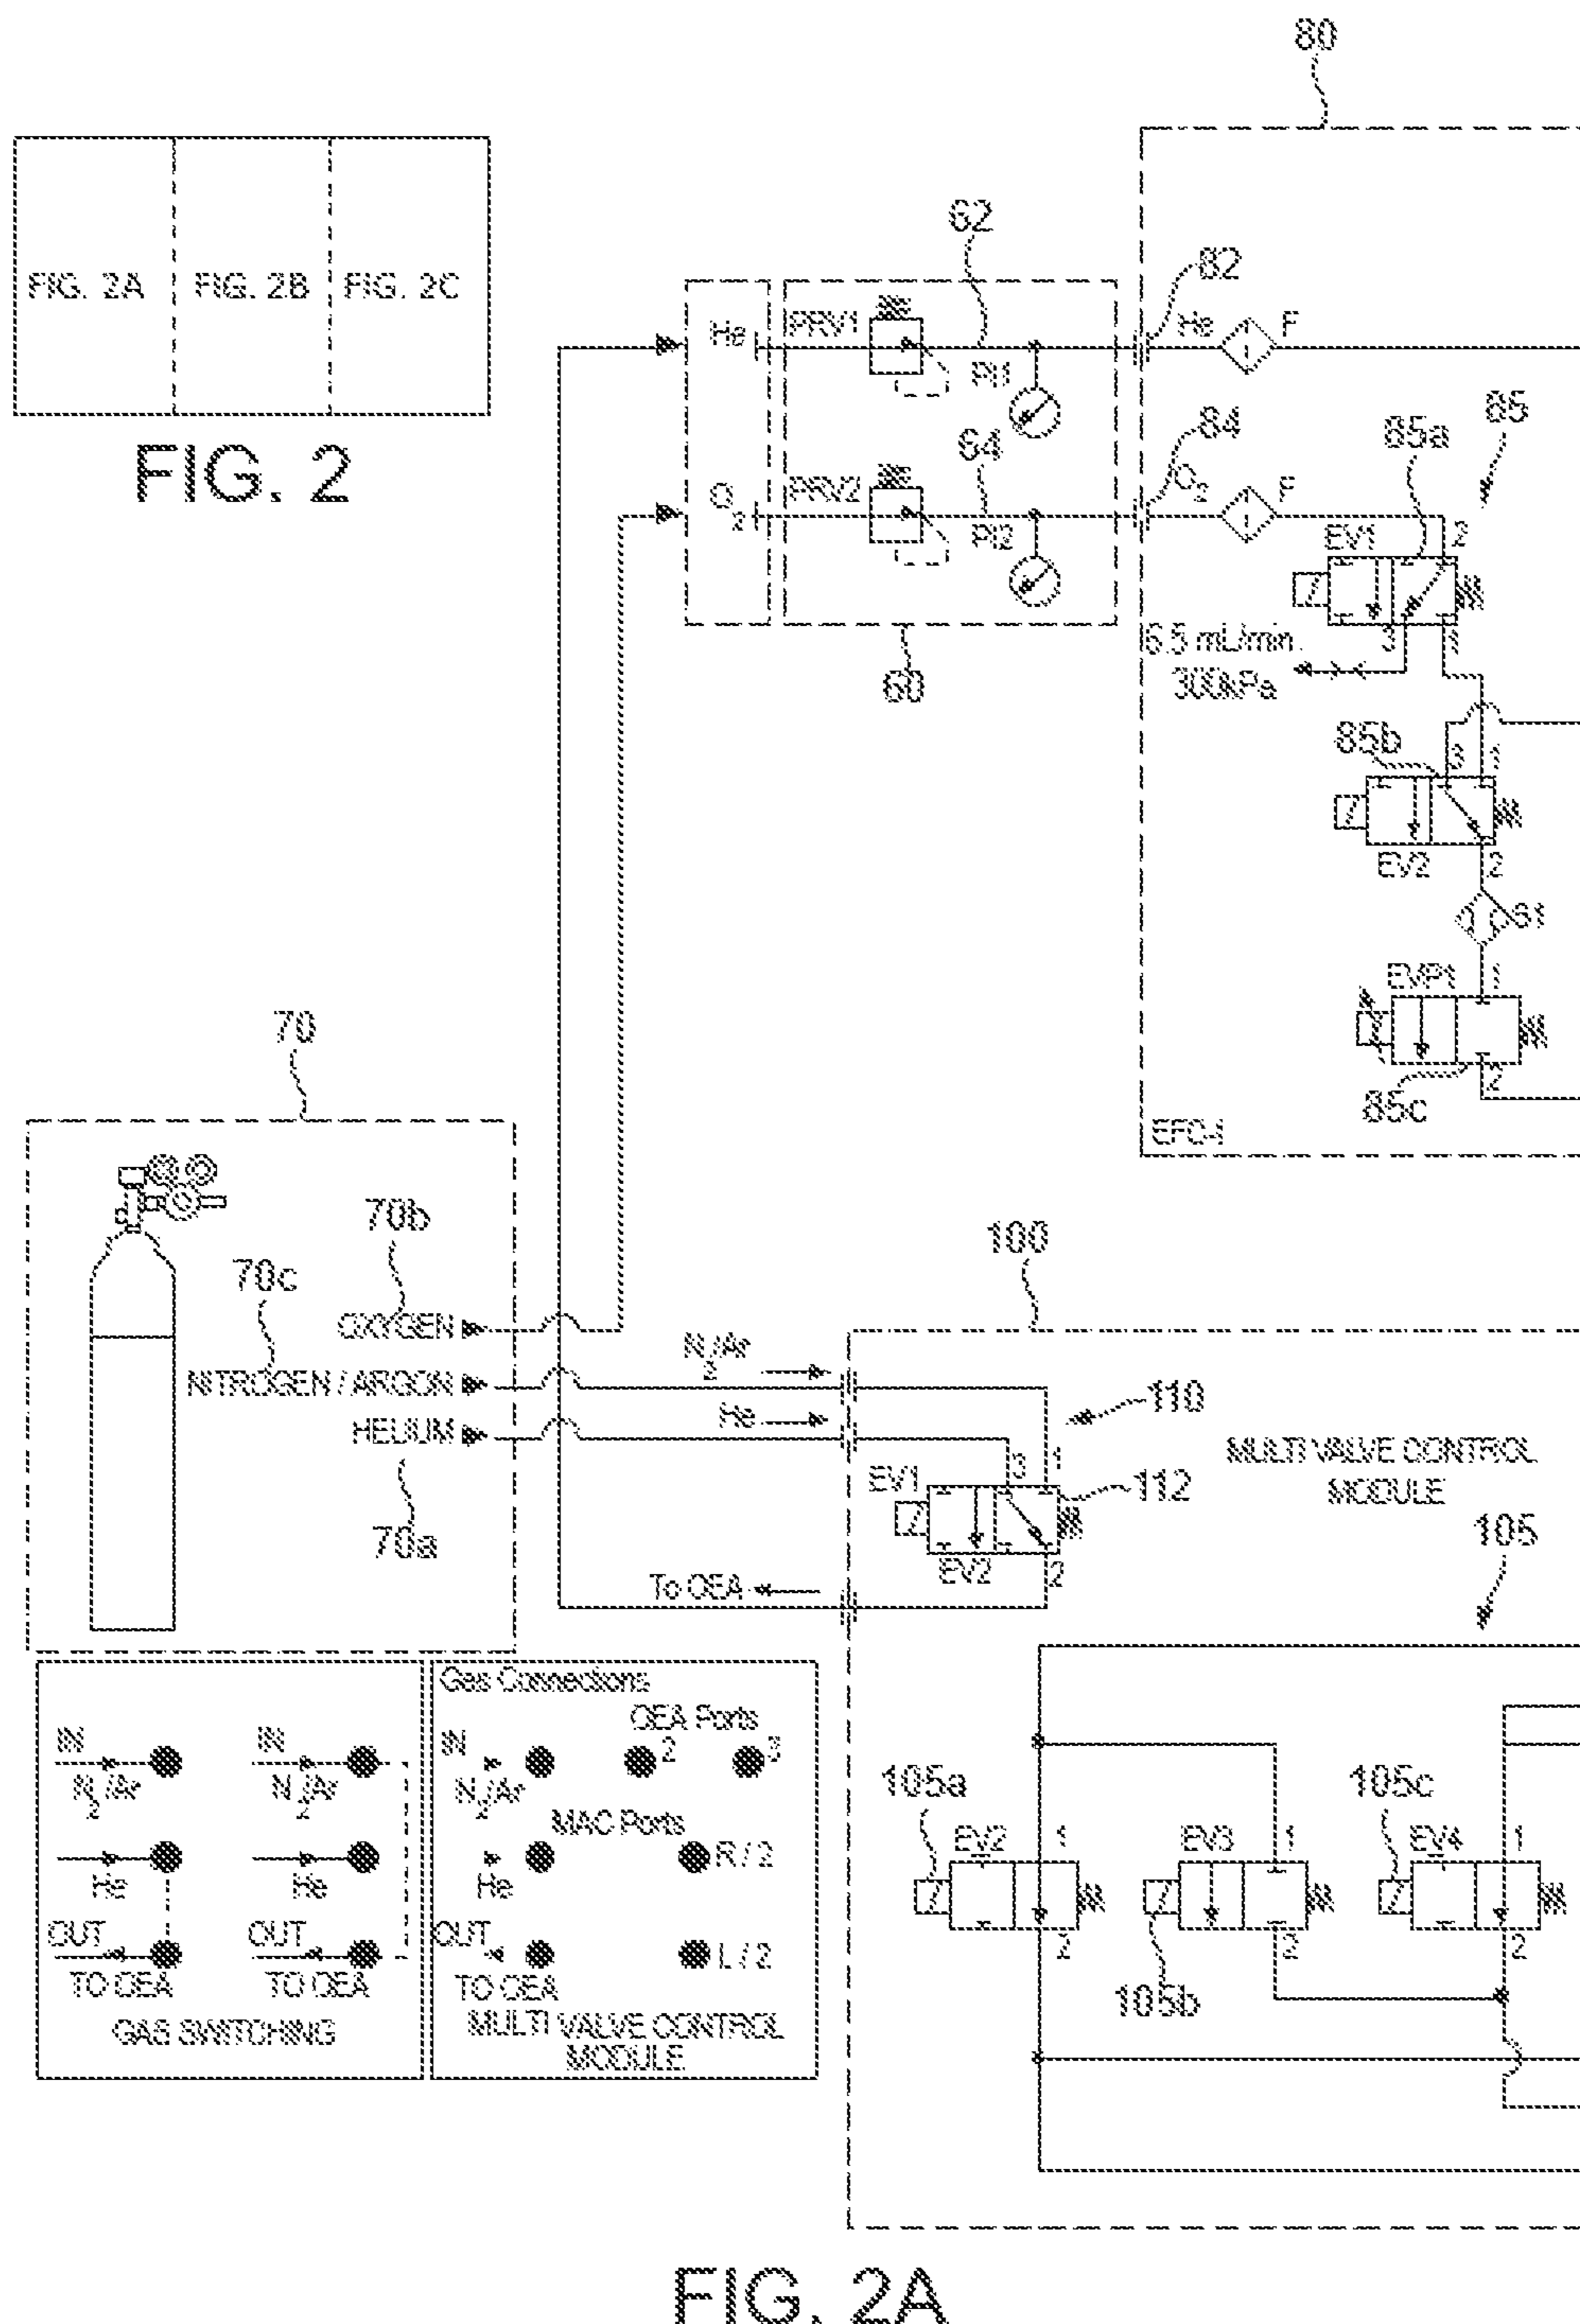 80
FIG. 2A
FIG. 2B
FIG. 2C
FIG. 2
62
82
He
PRV1
PI1
He
F
64
84
85a
85
O2
PRV2
PI2
O2
F
EV1
2
3
1
6.5 mL/min.
300kPa
60
85b
3
1
EV2
2
EVP1
1
2
85c
EFC-I
70
70b
70c
OXYGEN
NITROGEN / ARGON
HELIUM
70a
100
N2/Ar
He
110
3
1
EV1
112
MULTI VALVE CONTROL
MODULE
EV2
2
105
To OEA
Gas Connections
OEA Ports
IN
IN
IN
2
3
N2/Ar
N2/Ar
N2/Ar
MAC Ports
R / 2
He
He
He
OUT
OUT
OUT
L / 2
TO OEA
TO OEA
TO OEA
GAS SWITCHING
MULTI VALVE CONTROL
MODULE
105a
105c
EV2
1
EV3
1
EV4
1
2
2
2
105b
FIG. 2A